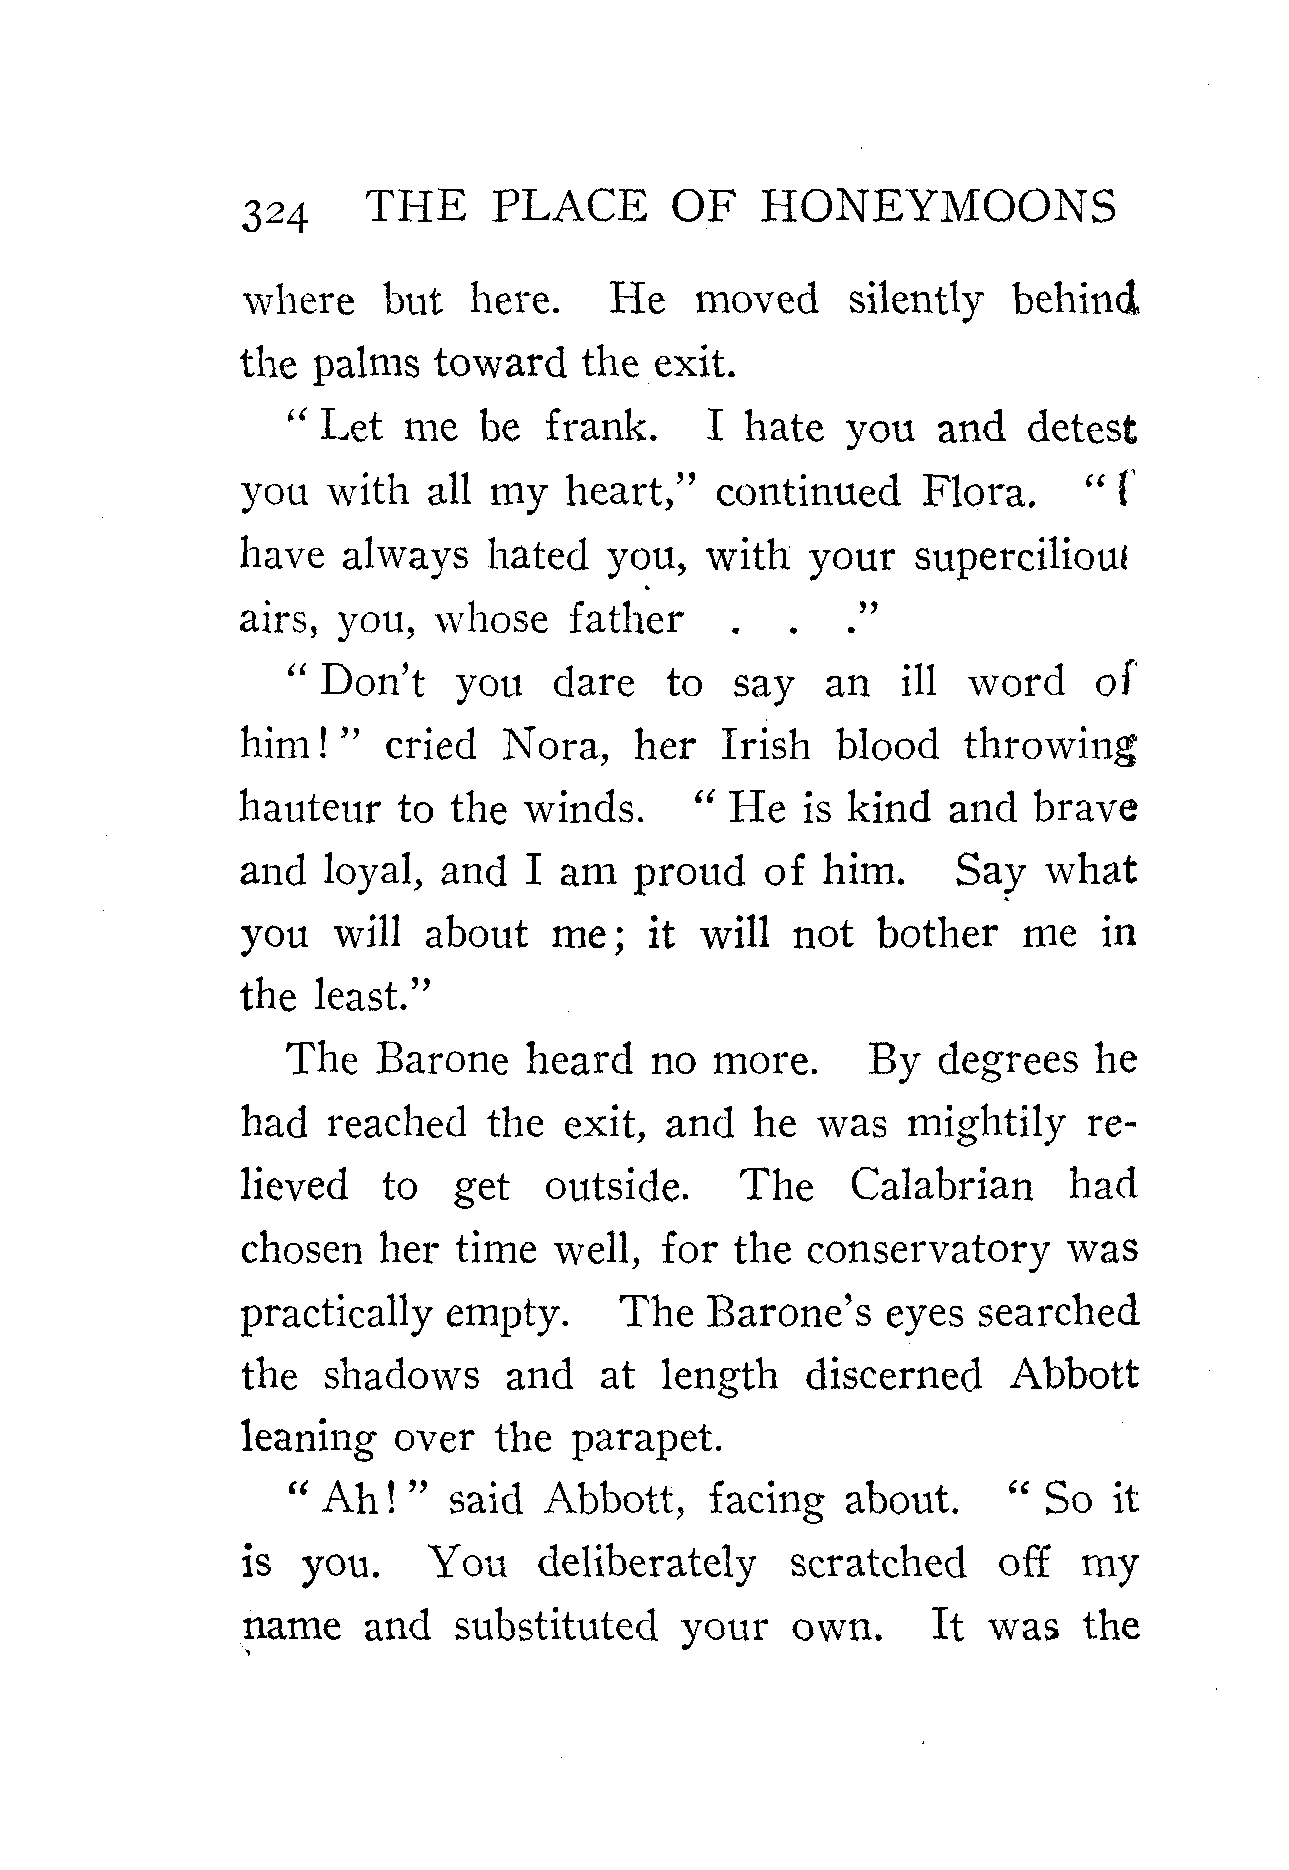 324 THE PLACE OF HONEYMOONS
where but here. He moved silently behind
the palms toward the exit.
“ Let me be frank. I hate you and detest
you with all my heart,” continued Flora. “ I
have always hated you, with your superciliou‹
airs, you, whose father . . .”
“ Don’t you dare to say an ill word of
him! ” cried Nora, her Irish blood throwing
hauteur to the winds. “ He is kind and brave
and loyal, and I am proud of him. Say what
you will about me; it will not bother me in
the least.”
The Barone heard no more. By degrees he
had reached the exit, and he was mightily re-
lieved to get outside. The Calabrian had
chosen her time well, for the conservatory was
practically empty. The Barone’s eyes searched
the shadows and at length discerned Abbott
leaning over the parapet.
“ Ah! ” said Abbott, facing about. “ So it
is you. You deliberately scratched off my
name and substituted your own. It was the